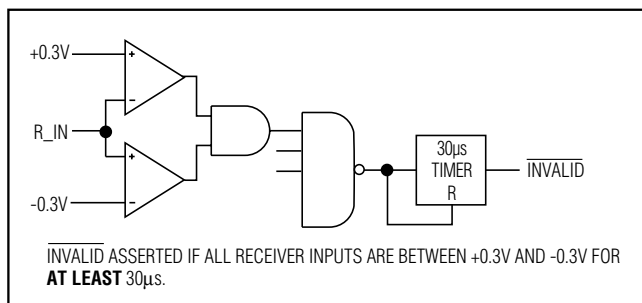 +0.3V
+
-
R_IN
+
-
-0.3V
30µs
TIMER
R
INVALID
INVALID ASSERTED IF ALL RECEIVER INPUTS ARE BETWEEN +0.3V AND -0.3V FOR
AT LEAST 30µs.